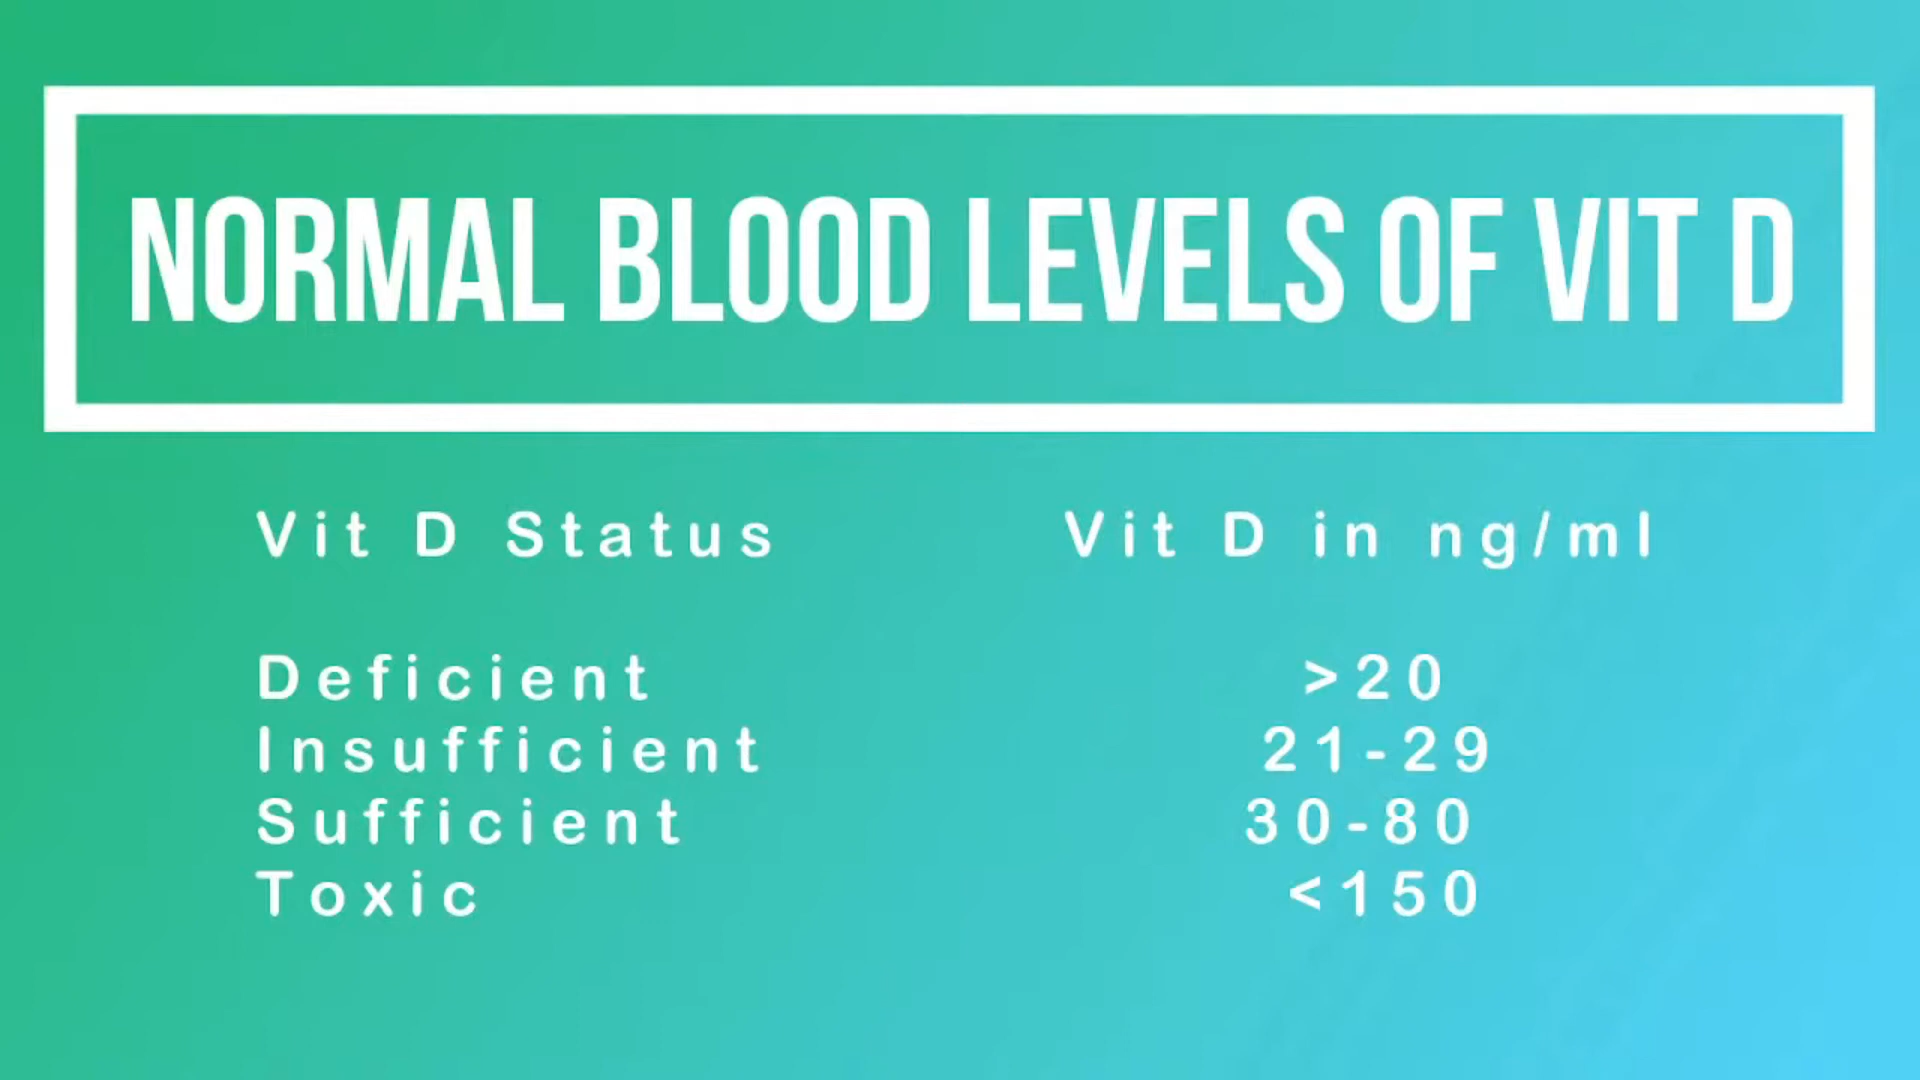 NORMAL BLOOD LEVELS OF VIT D
Vit D Status Vit D in ng/ml
Deficient >20
Insufficient 21-29
Sufficient 30-80
Toxic <150